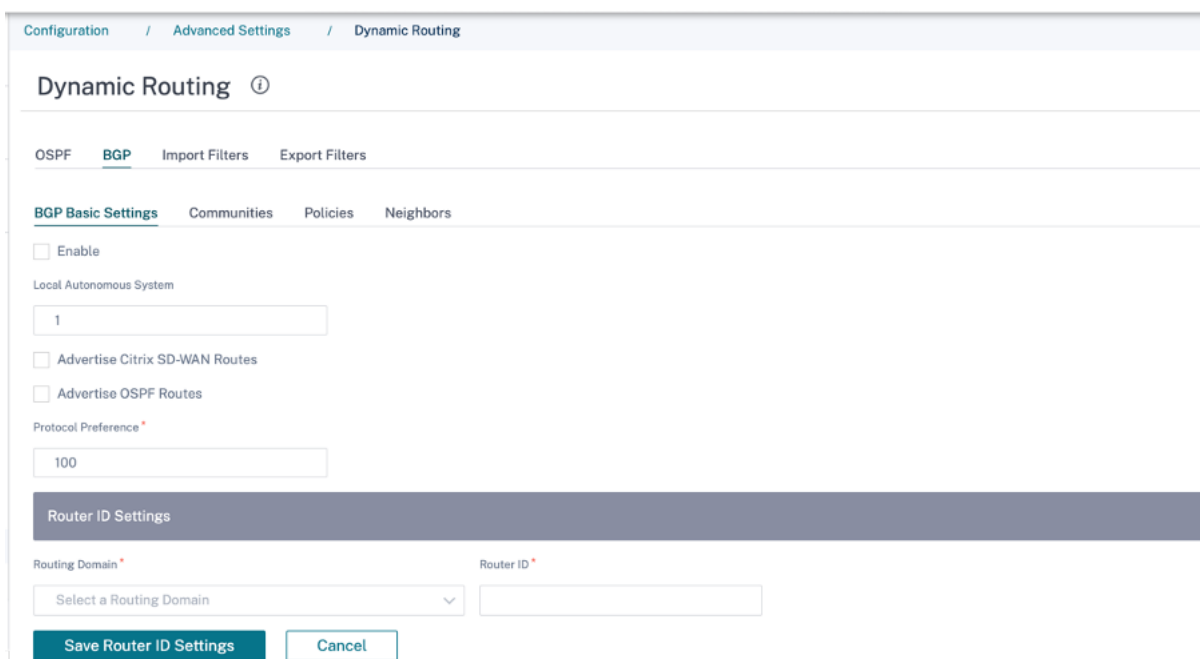 Configuration / Advanced Settings / Dynamic Routing
Dynamic Routing
OSPF BGP Import Filters Export Filters
BGP Basic Settings Communities Policies Neighbors
Enable
Local Autonomous System
1
Advertise Citrix SD-WAN Routes
Advertise OSPF Routes
Protocol Preference *
100
Router ID Settings
Routing Domain * Router ID *
Select a Routing Domain
Save Router ID Settings Cancel